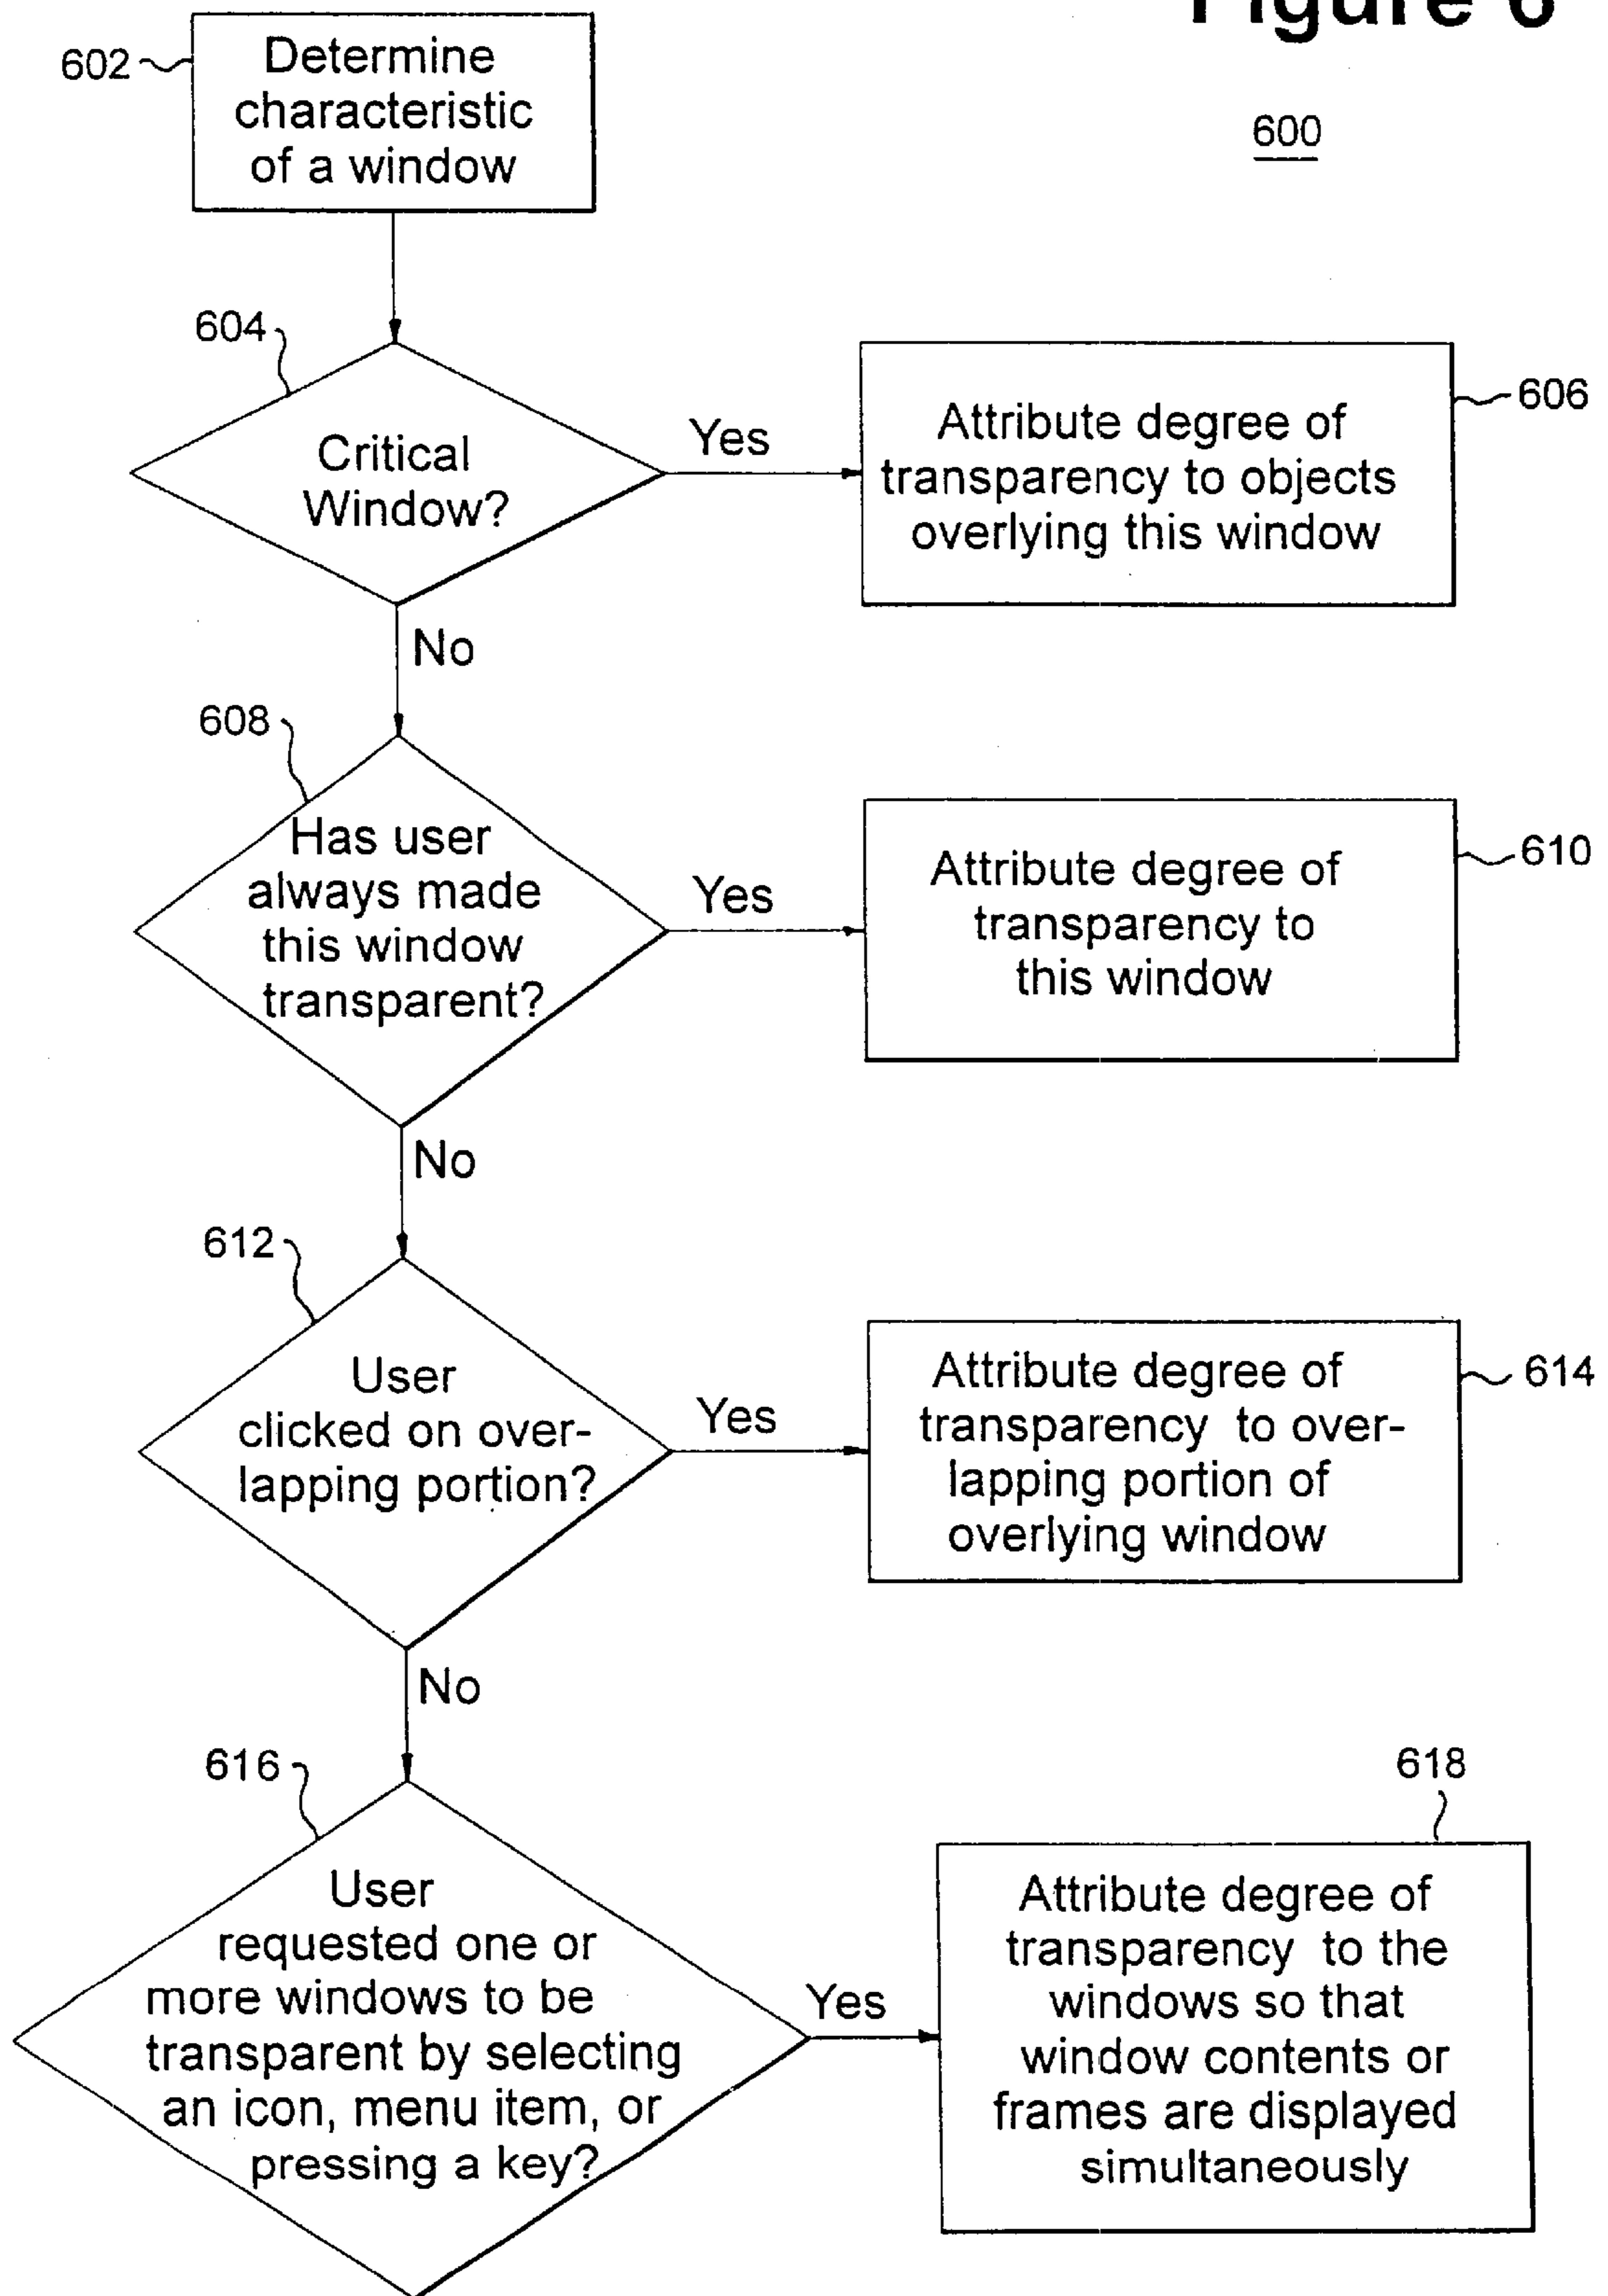 Figure 6
600
602
Determine
characteristic
of a window
604
Critical
Window?
Yes
606
Attribute degree of
transparency to objects
overlying this window
No
608
Has user
always made
this window
transparent?
Yes
610
Attribute degree of
transparency to
this window
No
612
User
clicked on over-
lapping portion?
Yes
614
Attribute degree of
transparency to over-
lapping portion of
overlying window
No
616
User
requested one or
more windows to be
transparent by selecting
an icon, menu item, or
pressing a key?
Yes
618
Attribute degree of
transparency to the
windows so that
window contents or
frames are displayed
simultaneously